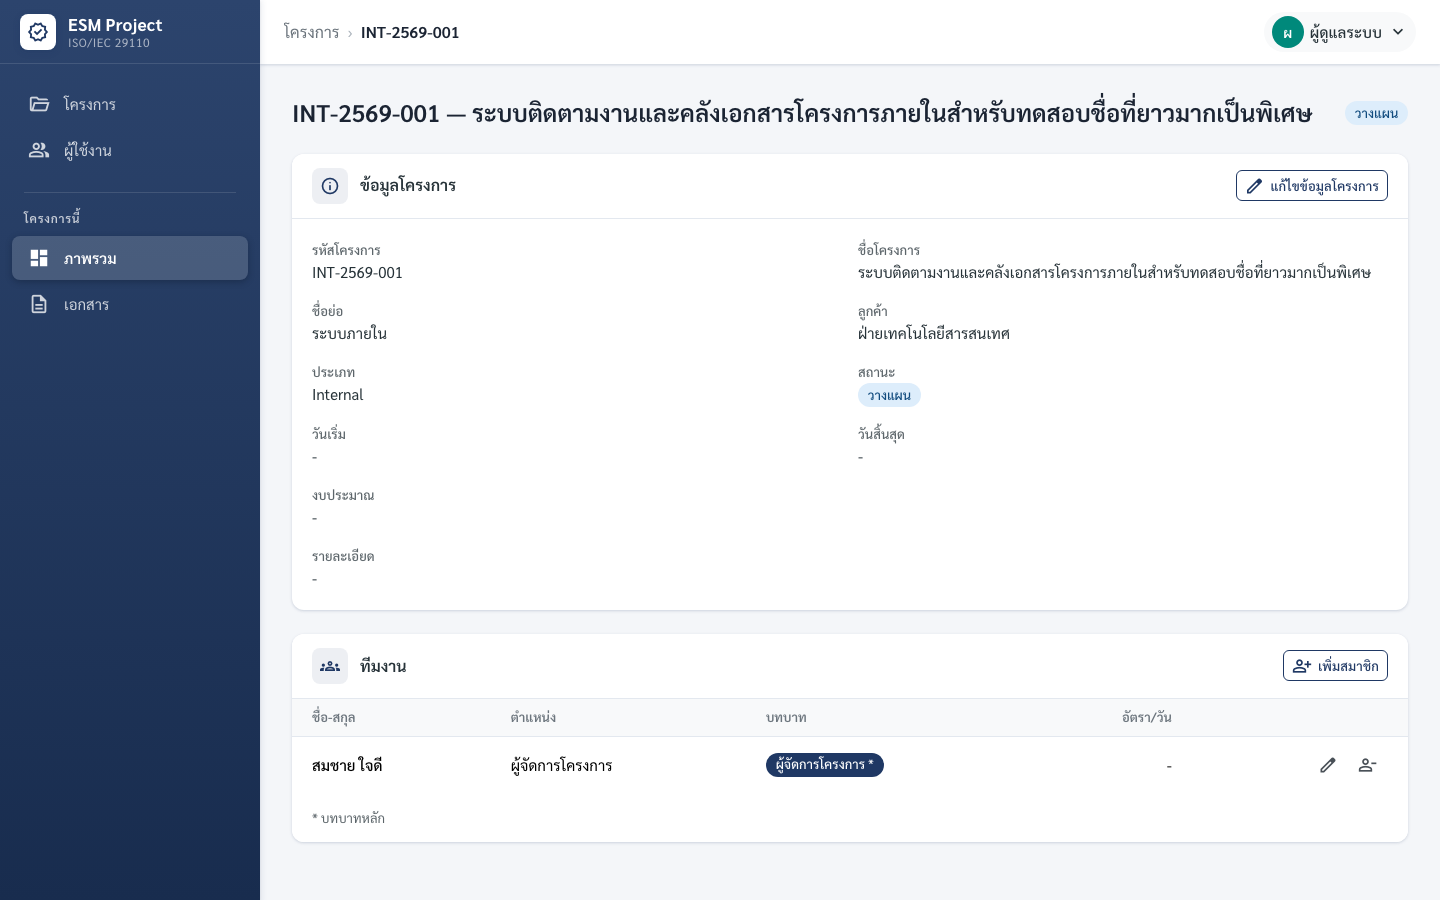 ESM Project
ISO/IEC 29110
โครงการ
ผู้ใช้งาน
โครงการนี้
ภาพรวม
เอกสาร
โครงการ › INT-2569-001
ผ ผู้ดูแลระบบ
INT-2569-001 — ระบบติดตามงานและคลังเอกสารโครงการภายในสำหรับทดสอบชื่อที่ยาวมากเป็นพิเศษ วางแผน
ข้อมูลโครงการ แก้ไขข้อมูลโครงการ
รหัสโครงการ ชื่อโครงการ
INT-2569-001 ระบบติดตามงานและคลังเอกสารโครงการภายในสำหรับทดสอบชื่อที่ยาวมากเป็นพิเศษ
ชื่อย่อ ลูกค้า
ระบบภายใน ฝ่ายเทคโนโลยีสารสนเทศ
ประเภท สถานะ
Internal วางแผน
วันเริ่ม วันสิ้นสุด
- -
งบประมาณ
-
รายละเอียด
-
ทีมงาน เพิ่มสมาชิก
ชื่อ-สกุล ตำแหน่ง บทบาท อัตรา/วัน
สมชาย ใจดี ผู้จัดการโครงการ ผู้จัดการโครงการ * -
* บทบาทหลัก